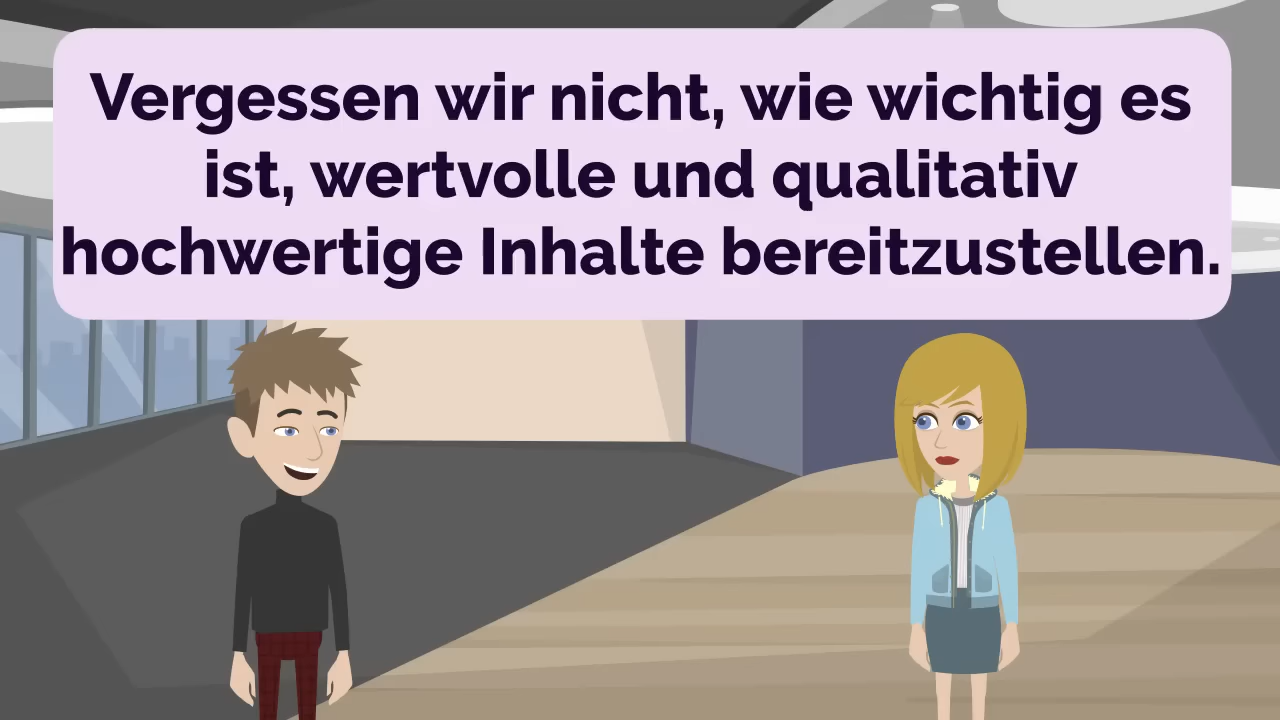 Vergessen wir nicht, wie wichtig es
ist, wertvolle und qualitativ
hochwertige Inhalte bereitzustellen.